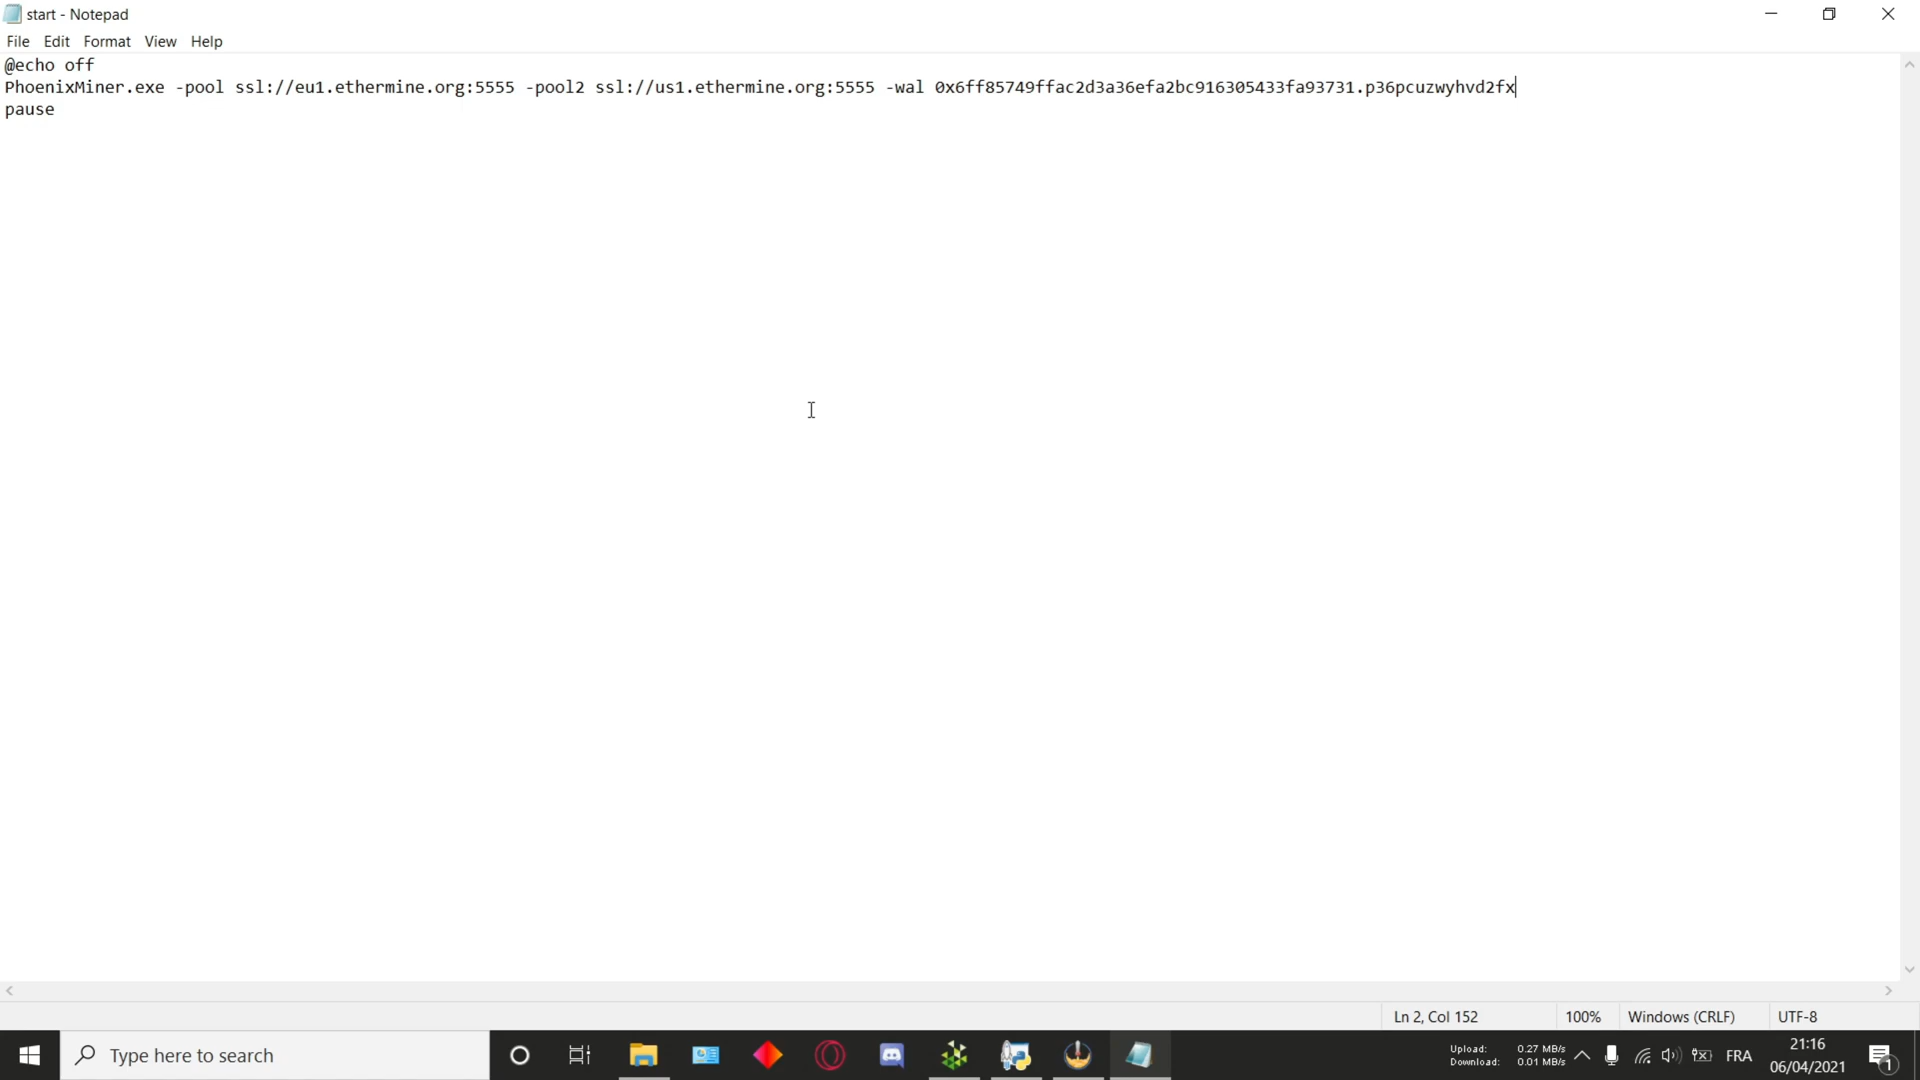 start - Notepad
File Edit Format View Help
@echo off
PhoenixMiner.exe -pool ssl://eu1.ethermine.org:5555 -pool2 ssl://us1.ethermine.org:5555 -wal 0x6ff85749ffac2d3a36efa2bc916305433fa93731.p36pcuzwyhvd2fx
pause
Ln 2, Col 152 100% Windows (CRLF) UTF-8
Type here to search
Upload: 0.27 MB/s
Download: 0.01 MB/s
FRA
21:16
06/04/2021
1